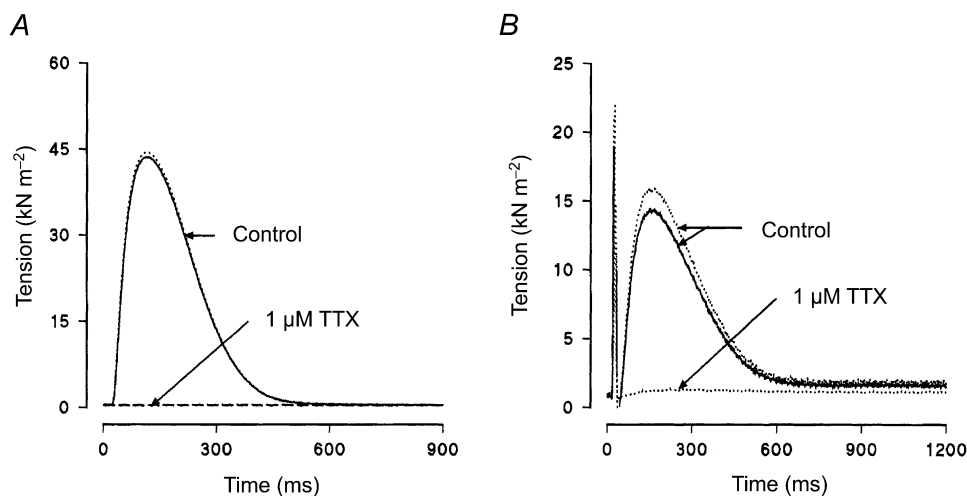 A
Tension (kN m−2)
60
45
30
15
0
Control
1 µM TTX
0 300 600 900
Time (ms)
B
Tension (kN m−2)
25
20
15
10
5
0
Control
1 µM TTX
0 300 600 900 1200
Time (ms)